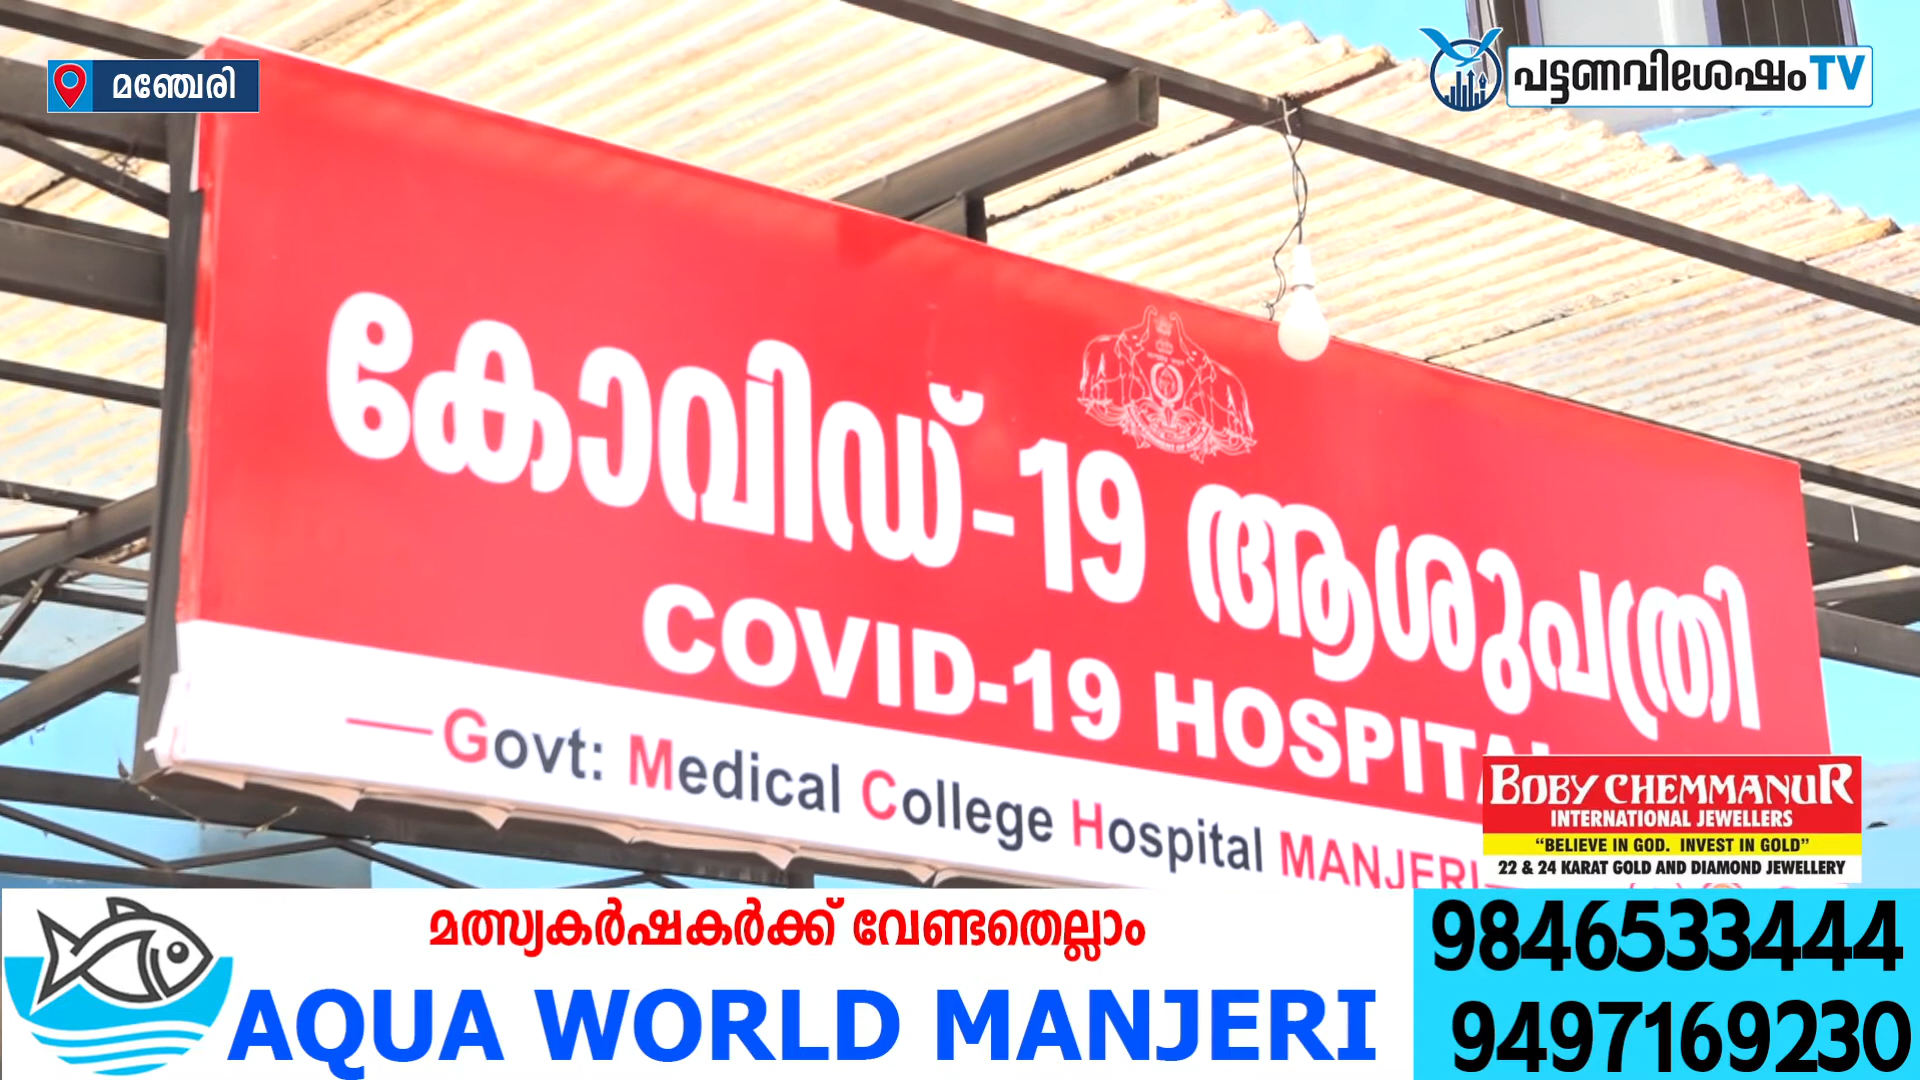 മഞ്ചേരി
പട്ടണവിശേഷം TV
കോവിഡ്-19 ആശുപത്രി
COVID-19 HOSPITAL
Govt: Medical College Hospital MANJERI
BOBY CHEMMANUR
INTERNATIONAL JEWELLERS
“BELIEVE IN GOD. INVEST IN GOLD”
22 & 24 KARAT GOLD AND DIAMOND JEWELLERY
മത്സ്യകർഷകർക്ക് വേണ്ടതെല്ലാം
AQUA WORLD MANJERI
9846533444
9497169230